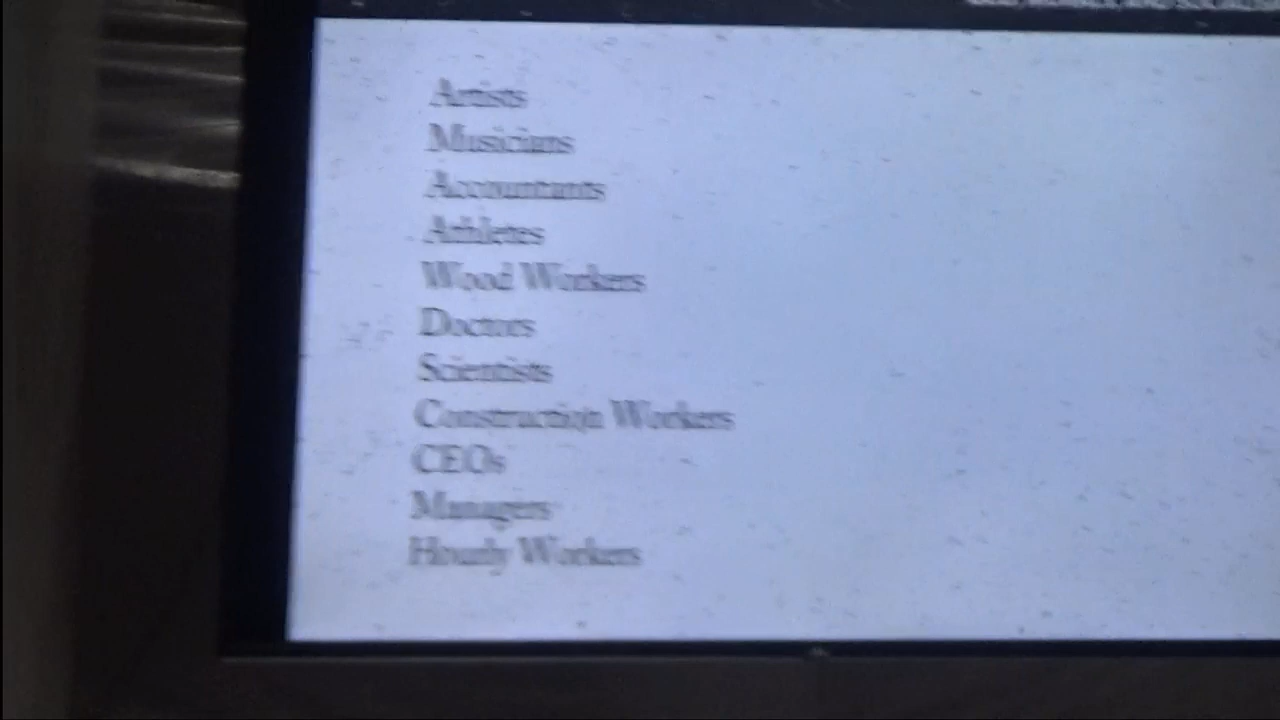 Artists
Musicians
Accountants
Athletes
Wood Workers
Doctors
Scientists
Construction Workers
CEOs
Managers
Hourly Workers